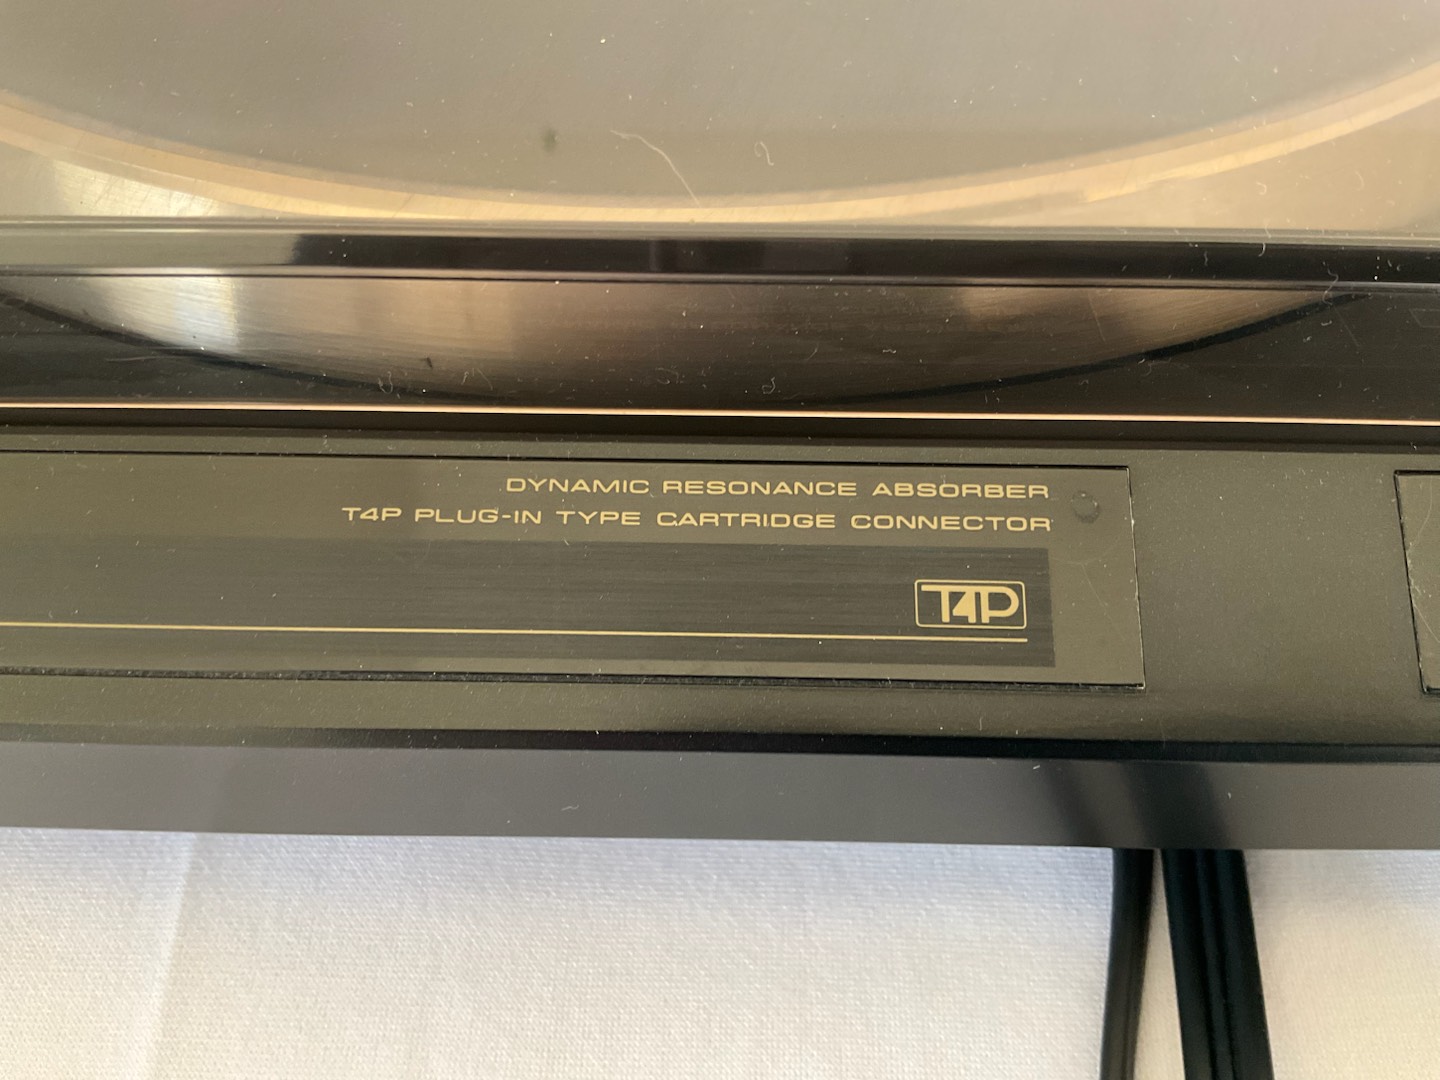 DYNAMIC RESONANCE ABSORBER
T4P PLUG-IN TYPE CARTRIDGE CONNECTOR
T4P